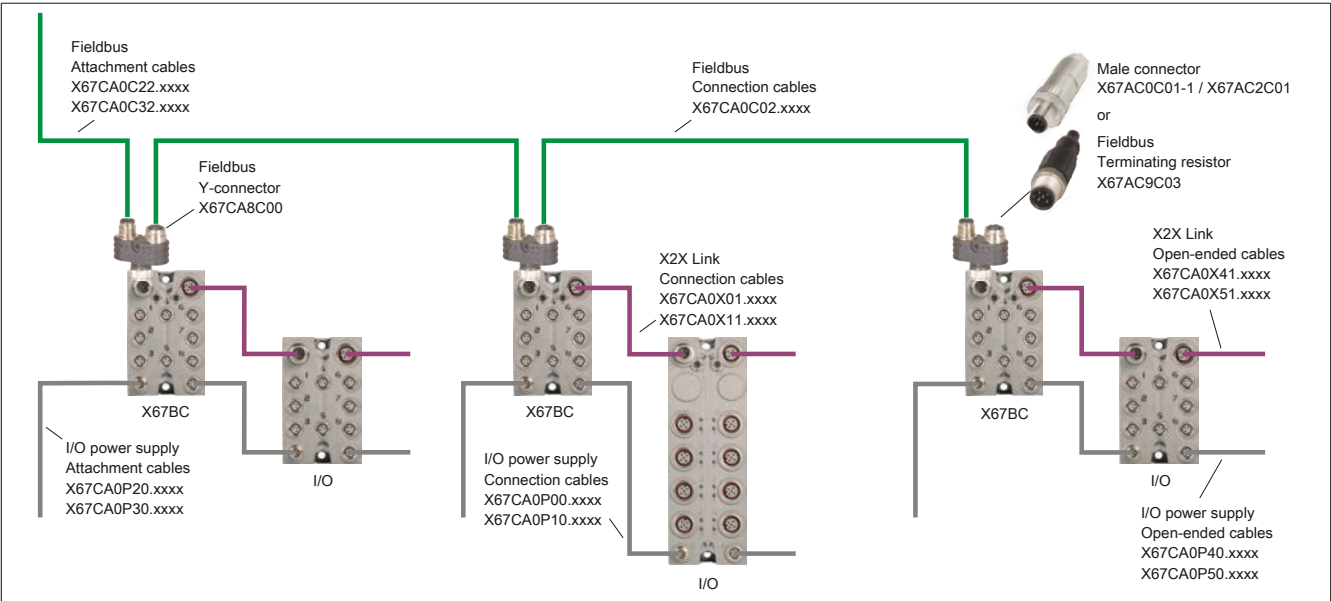 Fieldbus
Attachment cables
X67CA0C22.xxxx
X67CA0C32.xxxx
Fieldbus
Y-connector
X67CA8C00
Fieldbus
Connection cables
X67CA0C02.xxxx
Male connector
X67AC0C01-1 / X67AC2C01
or
Fieldbus
Terminating resistor
X67AC9C03
X2X Link
Connection cables
X67CA0X01.xxxx
X67CA0X11.xxxx
X2X Link
Open-ended cables
X67CA0X41.xxxx
X67CA0X51.xxxx
X67BC
X67BC
X67BC
I/O power supply
Attachment cables
X67CA0P20.xxxx
X67CA0P30.xxxx
I/O
I/O power supply
Connection cables
X67CA0P00.xxxx
X67CA0P10.xxxx
I/O
I/O
I/O power supply
Open-ended cables
X67CA0P40.xxxx
X67CA0P50.xxxx